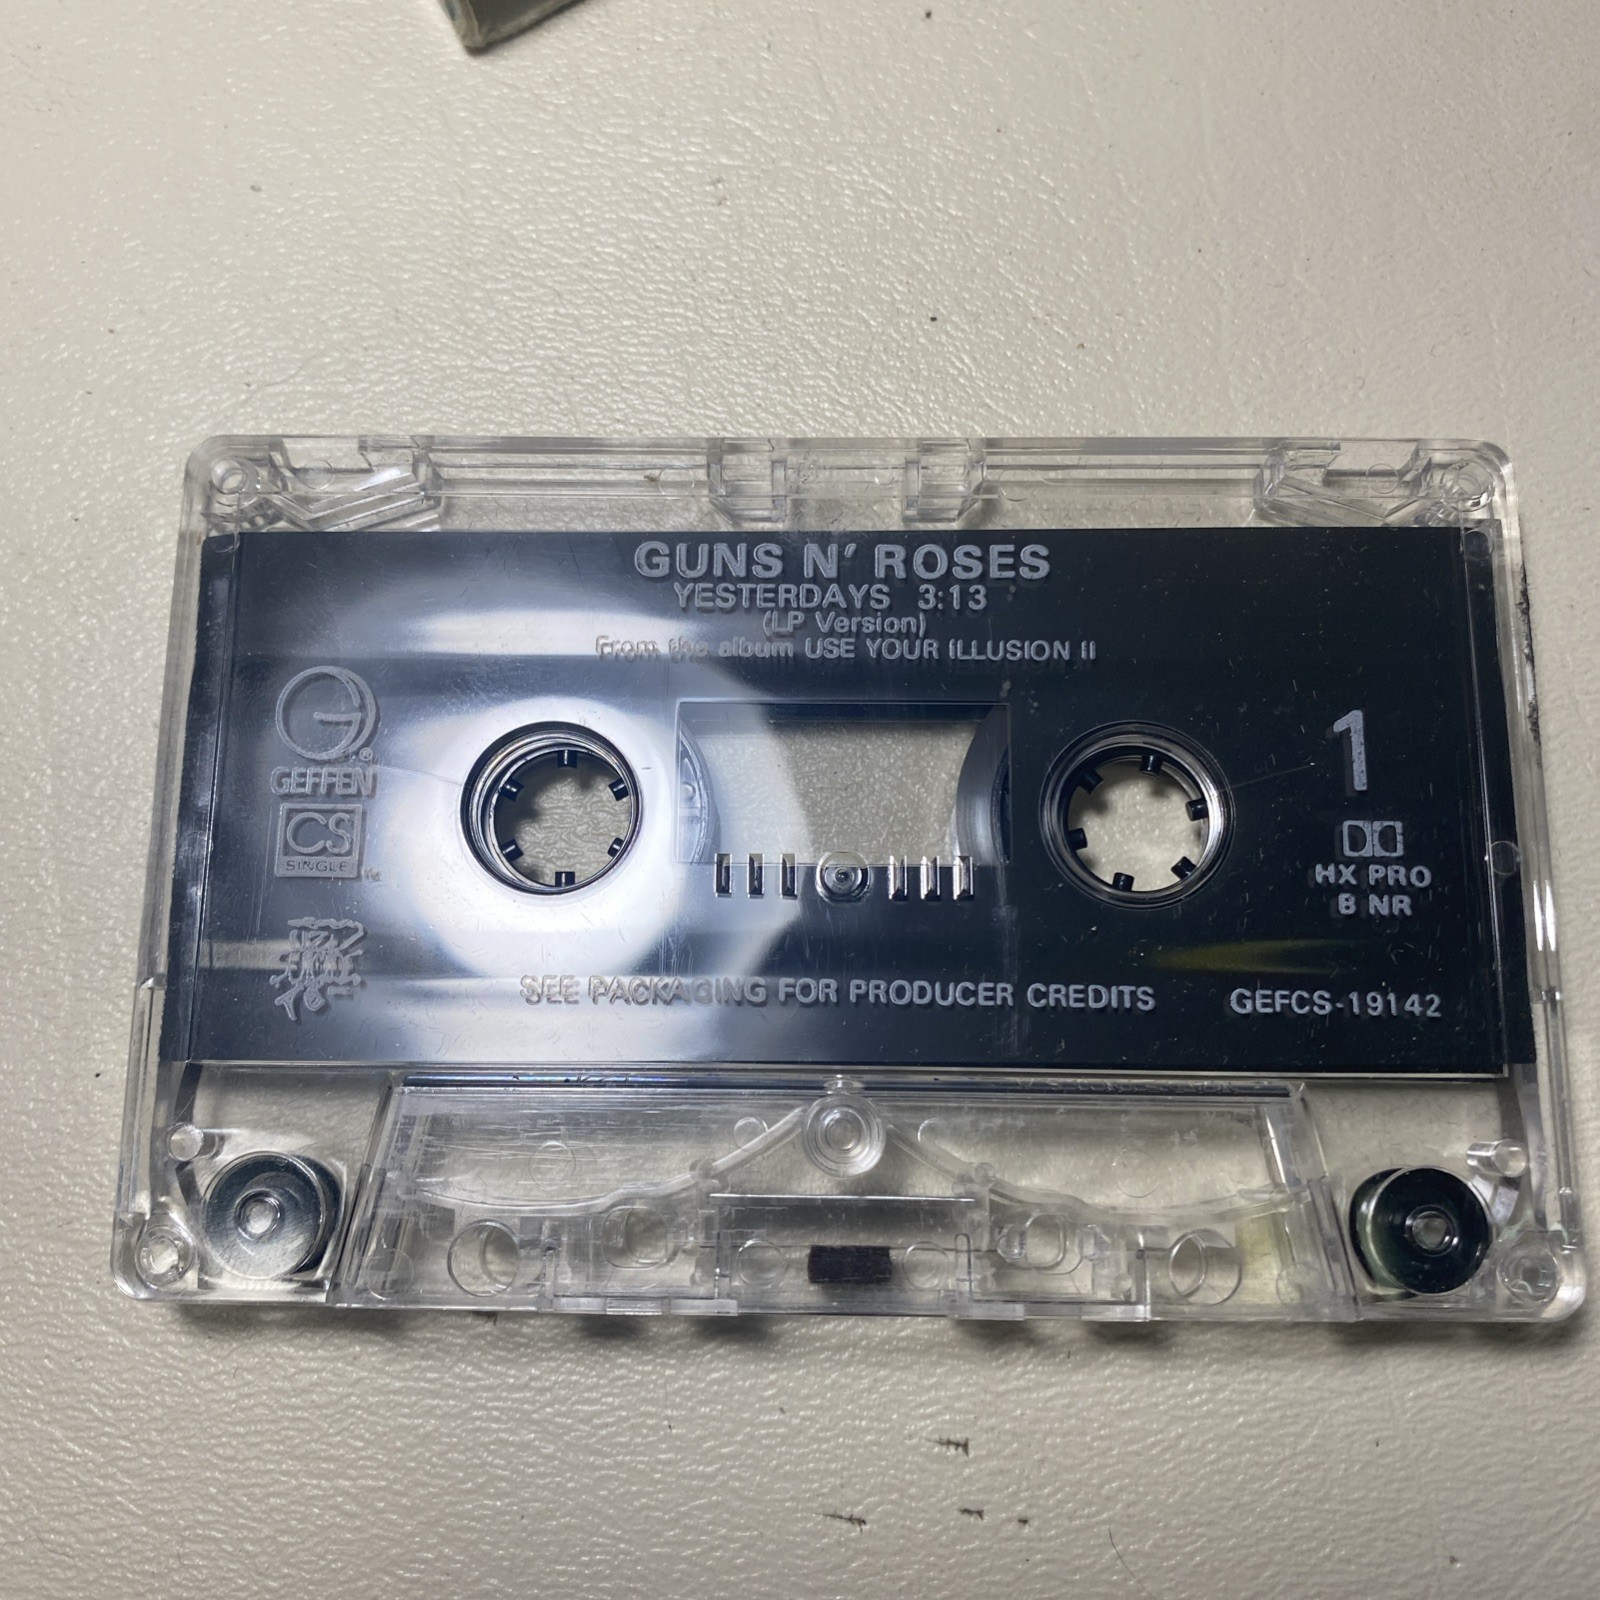 GUNS N' ROSES
YESTERDAYS 3:13
(LP Version)
From the album USE YOUR ILLUSION II
G
®
GEFFEN
CS
SINGLE
1
HX PRO
B NR
SEE PACKAGING FOR PRODUCER CREDITS
GEFCS-19142